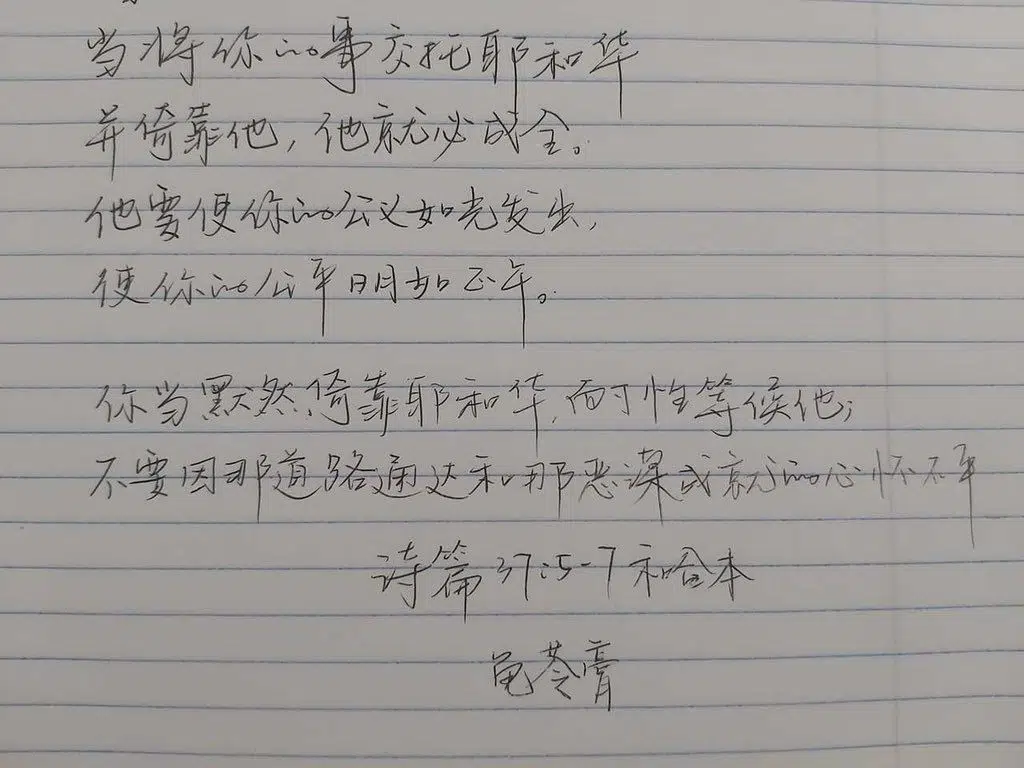 当将你的事交托耶和华
并倚靠他，他就必成全。
他要使你的公义如光发出，
使你的公平明如正午。
你当默然倚靠耶和华，耐性等候他；
不要因那道路通达和那恶谋成就的心怀不平
诗篇37:5-7和合本
龟苓膏